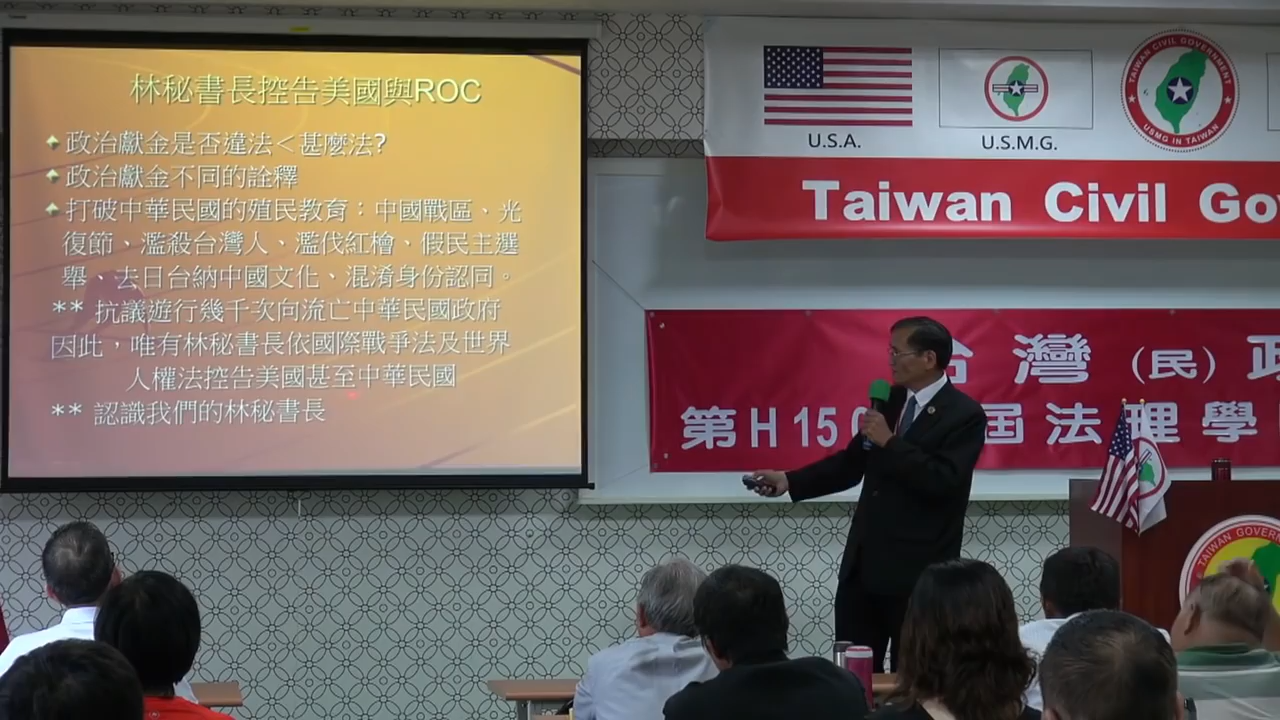 林秘書長控告美國與ROC
政治獻金是否違法＜甚麼法?
政治獻金不同的詮釋
打破中華民國的殖民教育：中國戰區、光
復節、濫殺台灣人、濫伐紅檜、假民主選
舉、去日台納中國文化、混淆身份認同。
** 抗議遊行幾千次向流亡中華民國政府
因此，唯有林秘書長依國際戰爭法及世界
人權法控告美國甚至中華民國
** 認識我們的林秘書長
U.S.A.
U.S.M.G.
TAIWAN CIVIL GOVERNMENT
USMG IN TAIWAN
Taiwan Civil Go
台灣（民）政
第H150 屆法理學
TAIWAN GOVERN